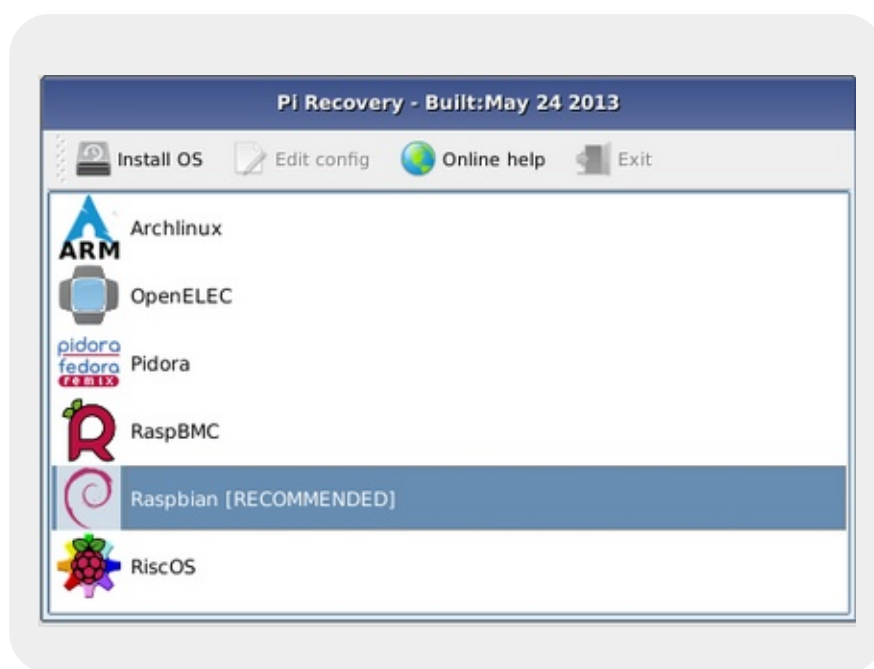 Pi Recovery - Built:May 24 2013
Install OS Edit config Online help Exit
ARM
Archlinux
OpenELEC
pidora
fedora
remix
Pidora
RaspBMC
Raspbian [RECOMMENDED]
RiscOS